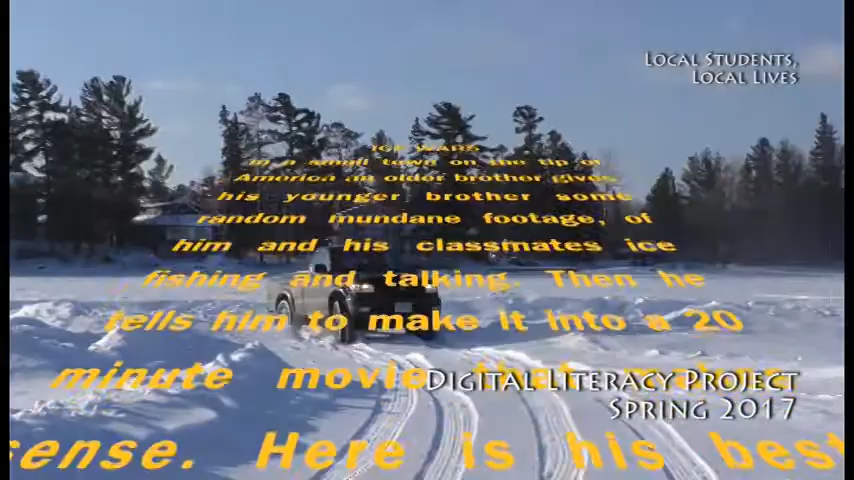 LOCAL STUDENTS,
LOCAL LIVES
ICE WARS
In a small town on the tip of
America an older brother gives
his younger brother some
random mundane footage, of
him and his classmates ice
fishing and talking. Then he
tells him to make it into a 20
minute movie that makes
sense. Here is his best
DIGITAL LITERACY PROJECT
SPRING 2017